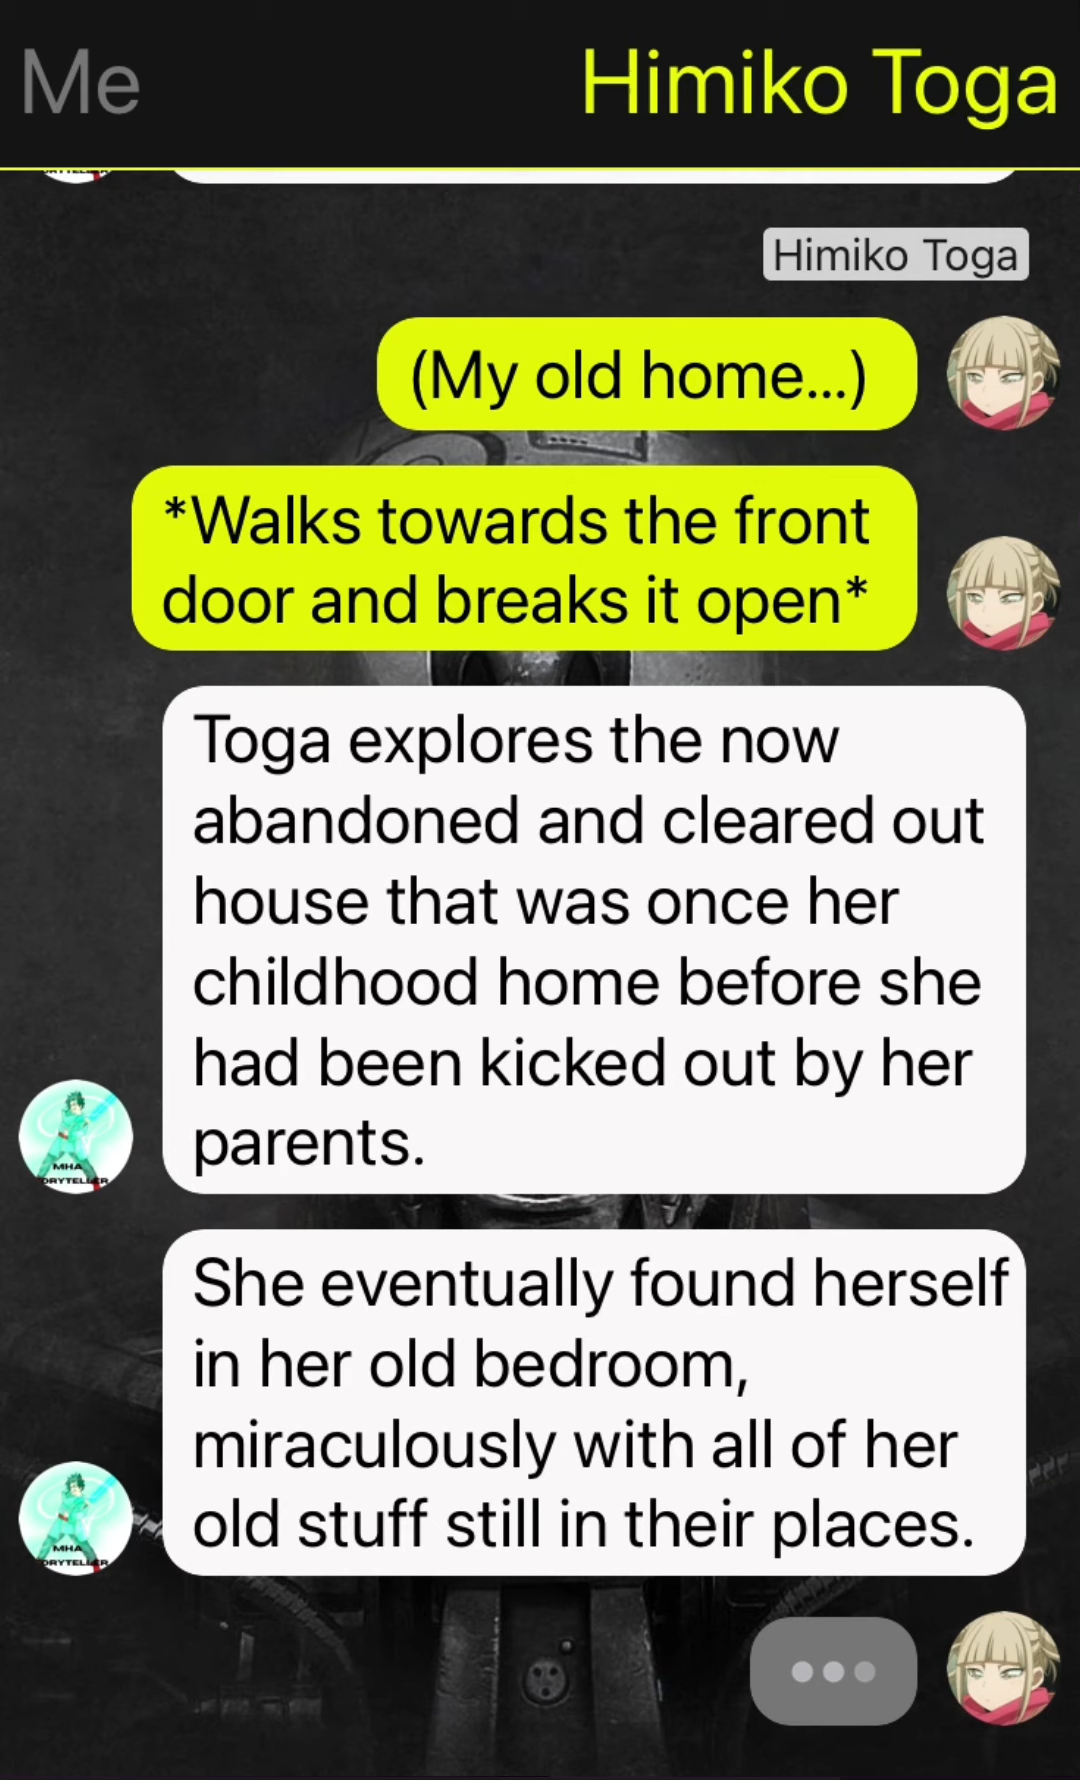 Me Himiko Toga
Himiko Toga
(My old home...)
*Walks towards the front
door and breaks it open*
Toga explores the now
abandoned and cleared out
house that was once her
childhood home before she
had been kicked out by her
parents.
MHA
She eventually found herself
in her old bedroom,
miraculously with all of her
old stuff still in their places.
MHA